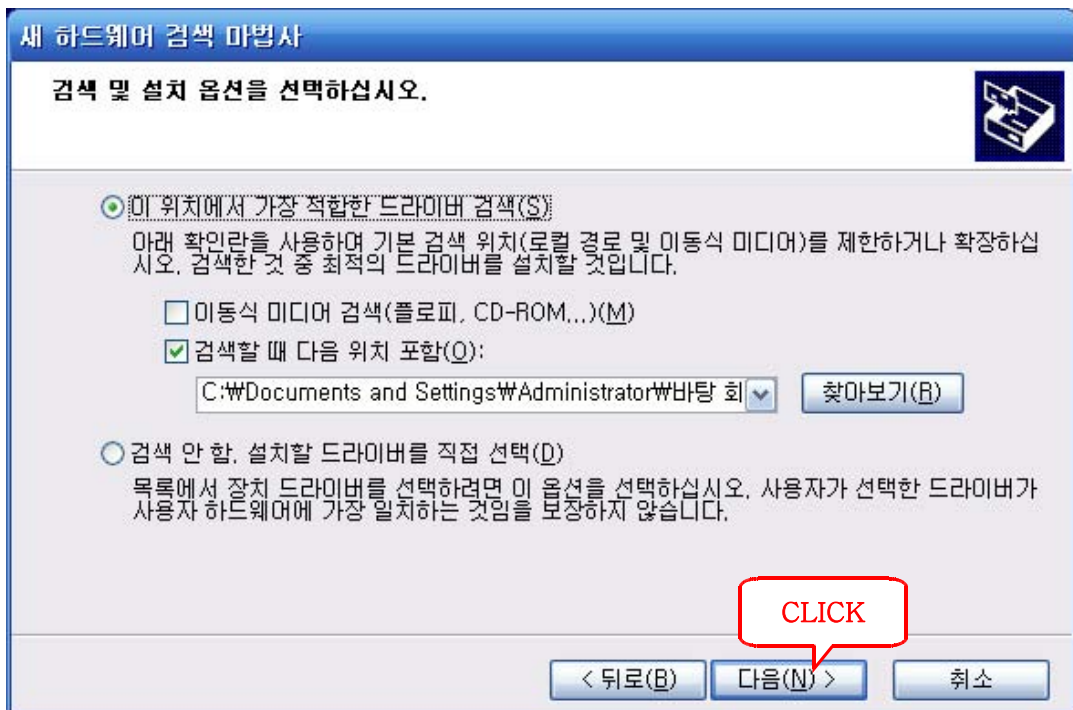 새 하드웨어 검색 마법사
검색 및 설치 옵션을 선택하십시오.
이 위치에서 가장 적합한 드라이버 검색(S)
아래 확인란을 사용하여 기본 검색 위치(로컬 경로 및 이동식 미디어)를 제한하거나 확장하십
시오. 검색한 것 중 최적의 드라이버를 설치할 것입니다.
이동식 미디어 검색(플로피, CD-ROM...)(M)
검색할 때 다음 위치 포함(O):
C:₩Documents and Settings₩Administrator₩바탕 회
찾아보기(R)
검색 안 함. 설치할 드라이버를 직접 선택(D)
목록에서 장치 드라이버를 선택하려면 이 옵션을 선택하십시오. 사용자가 선택한 드라이버가
사용자 하드웨어에 가장 일치하는 것임을 보장하지 않습니다.
CLICK
< 뒤로(B)
다음(N) >
취소